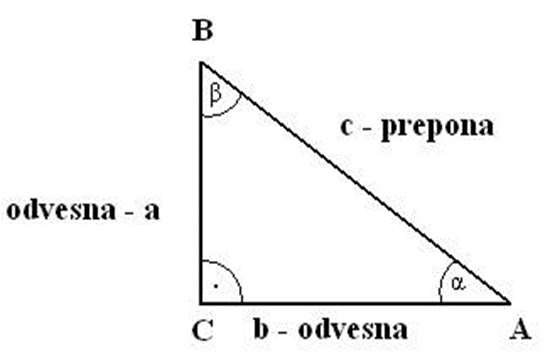 B
β
c - prepona
odvesna - a
α
C b - odvesna A